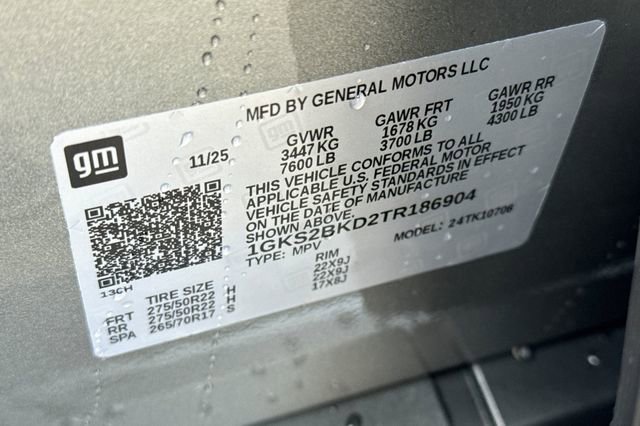 MFD BY GENERAL MOTORS LLC
gm
11/25
GVWR GAWR FRT GAWR RR
3447 KG 1678 KG 1950 KG
7600 LB 3700 LB 4300 LB
THIS VEHICLE CONFORMS TO ALL
APPLICABLE U.S. FEDERAL MOTOR
VEHICLE SAFETY STANDARDS IN EFFECT
ON THE DATE OF MANUFACTURE
SHOWN ABOVE.
1GKS2BKD2TR186904
TYPE: MPV MODEL: 24TK10706
13CH
TIRE SIZE RIM
FRT 275/50R22 H 22X9J
RR 275/50R22 H 22X9J
SPA 265/70R17 S 17X8J